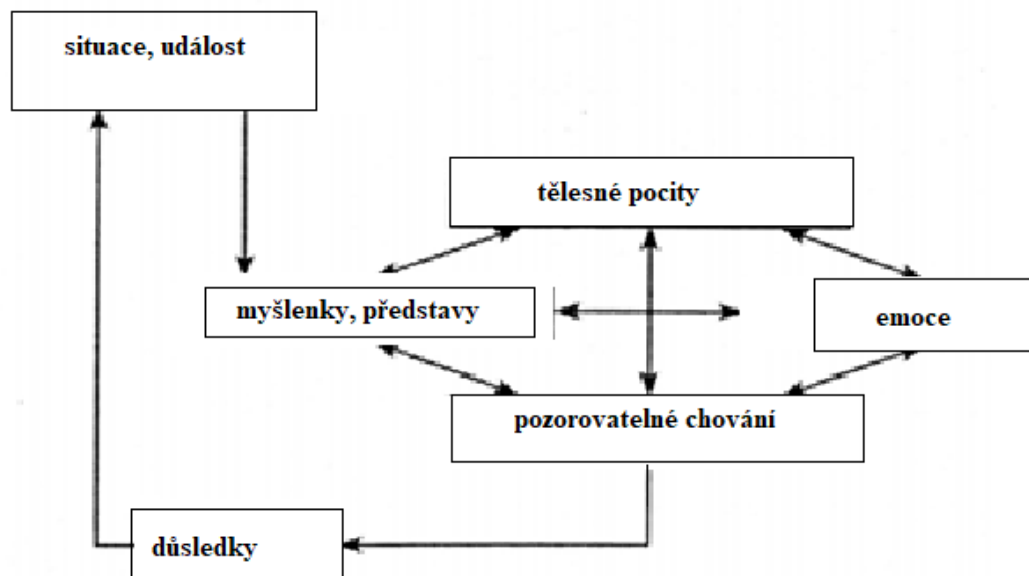 situace, událost
tělesné pocity
myšlenky, představy
emoce
pozorovatelné chování
důsledky